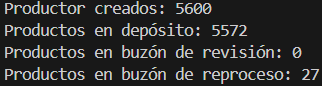 Productor creados: 5600
Productos en depósito: 5572
Productos en buzón de revisión: 0
Productos en buzón de reproceso: 27